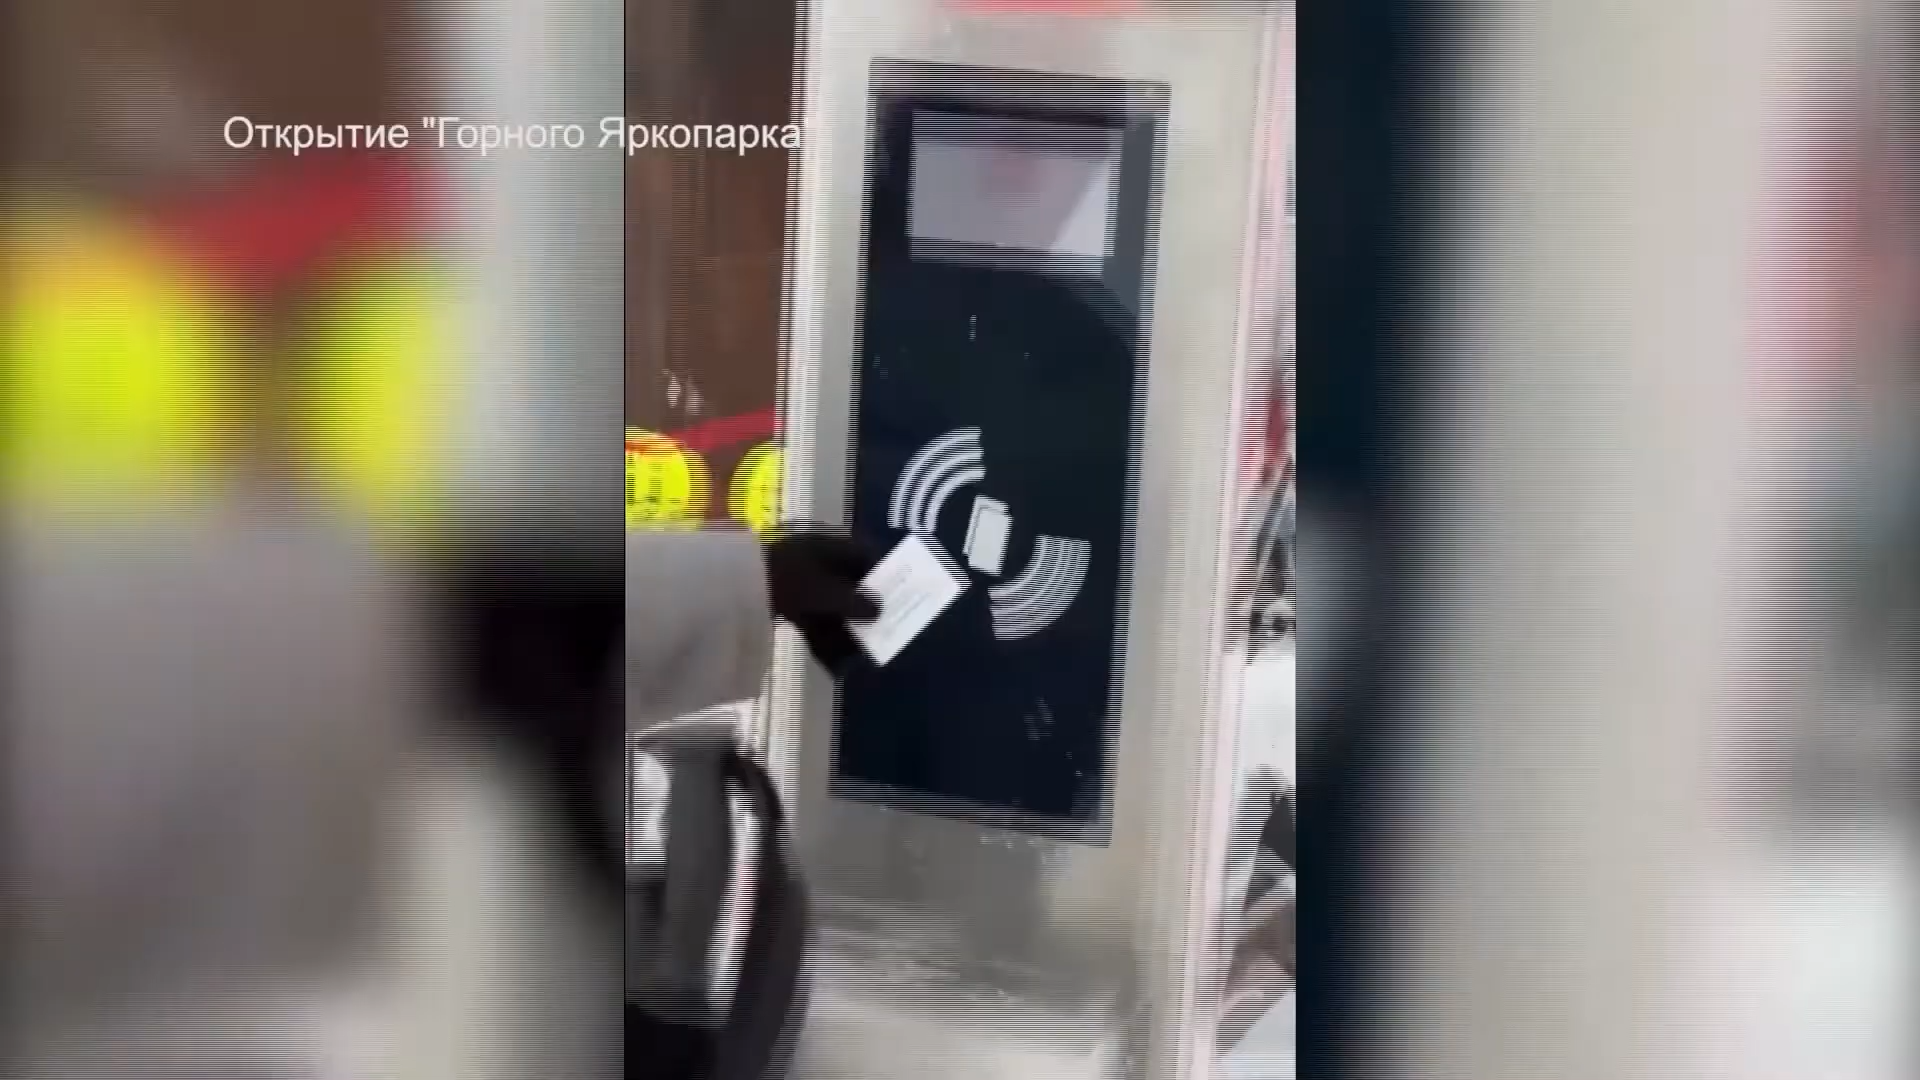 Открытие "Горного Яркопарка"